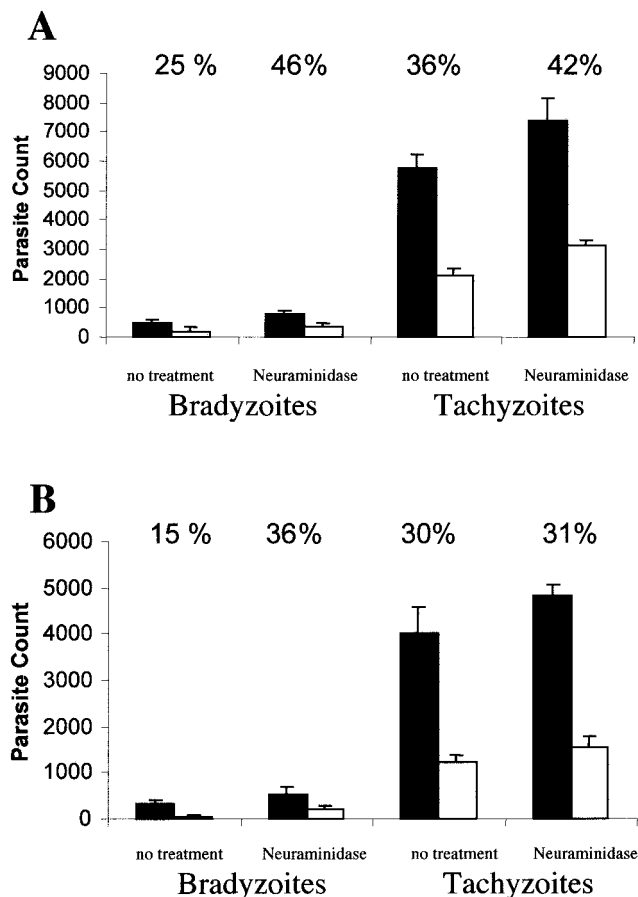 A
25 % 46% 36% 42%
9000
8000
7000
6000
5000
4000
3000
2000
1000
0
Parasite Count
no treatment Neuraminidase no treatment Neuraminidase
Bradyzoites Tachyzoites
B
15 % 36% 30% 31%
6000
5000
4000
3000
2000
1000
0
Parasite Count
no treatment Neuraminidase no treatment Neuraminidase
Bradyzoites Tachyzoites